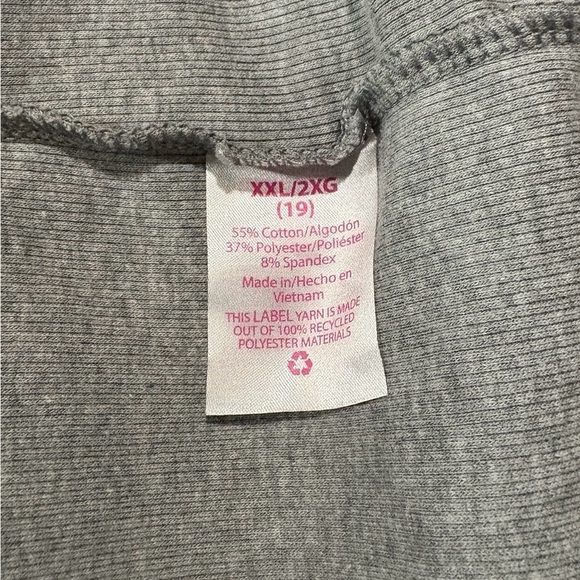 XXL/2XG
(19)
55% Cotton/Algodón
37% Polyester/Poliéster
8% Spandex
Made in/Hecho en
Vietnam
THIS LABEL YARN IS MADE
OUT OF 100% RECYCLED
POLYESTER MATERIALS